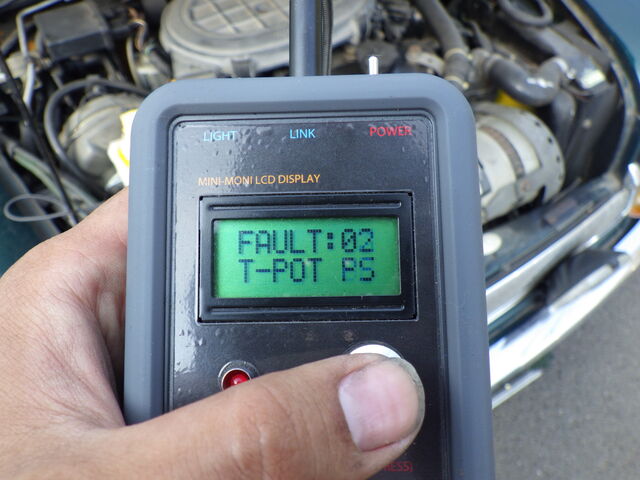 LIGHT LINK POWER
MINI-MONI LCD DISPLAY
FAULT:02
T-POT PS